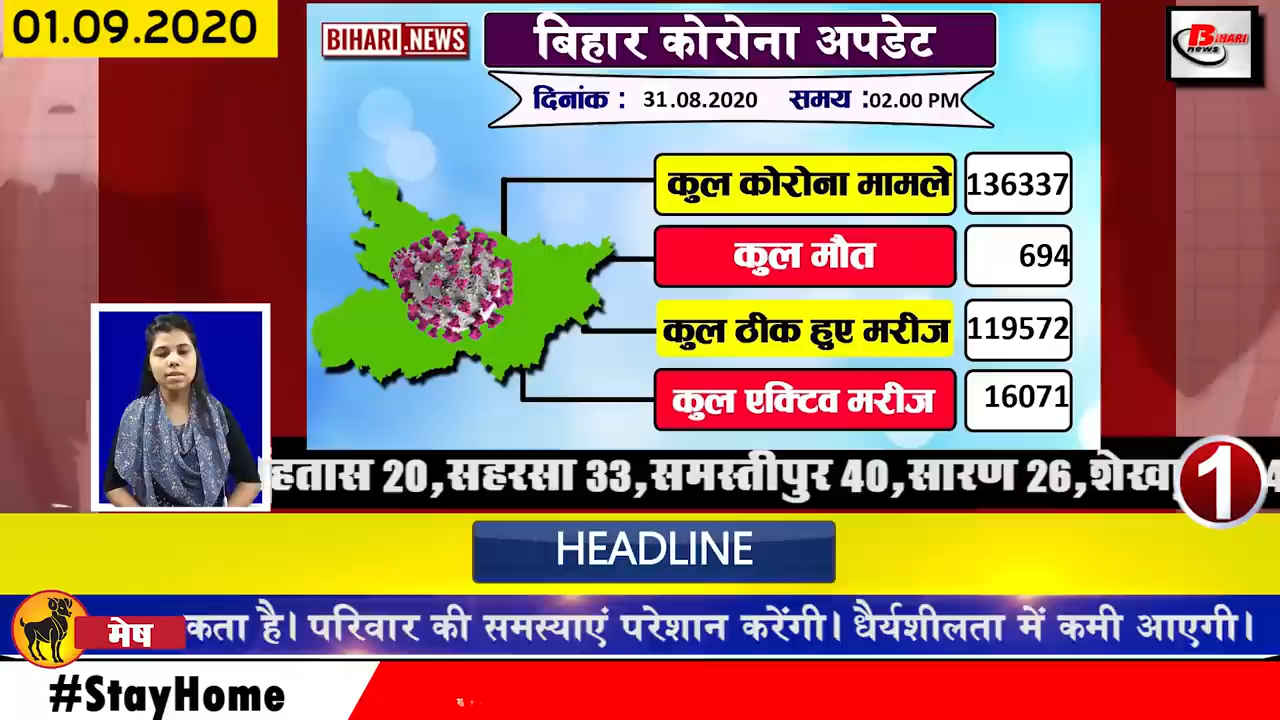 01.09.2020
BIHARI.NEWS
बिहार कोरोना अपडेट
BIHARI news
दिनांक : 31.08.2020 समय :02.00 PM
कुल कोरोना मामले 136337
कुल मौत 694
कुल ठीक हुए मरीज 119572
कुल एक्टिव मरीज 16071
हतास 20,सहरसा 33,समस्तीपुर 40,सारण 26,शेख
1
HEADLINE
मेष कता है। परिवार की समस्याएं परेशान करेंगी। धैर्यशीलता में कमी आएगी।
#StayHome